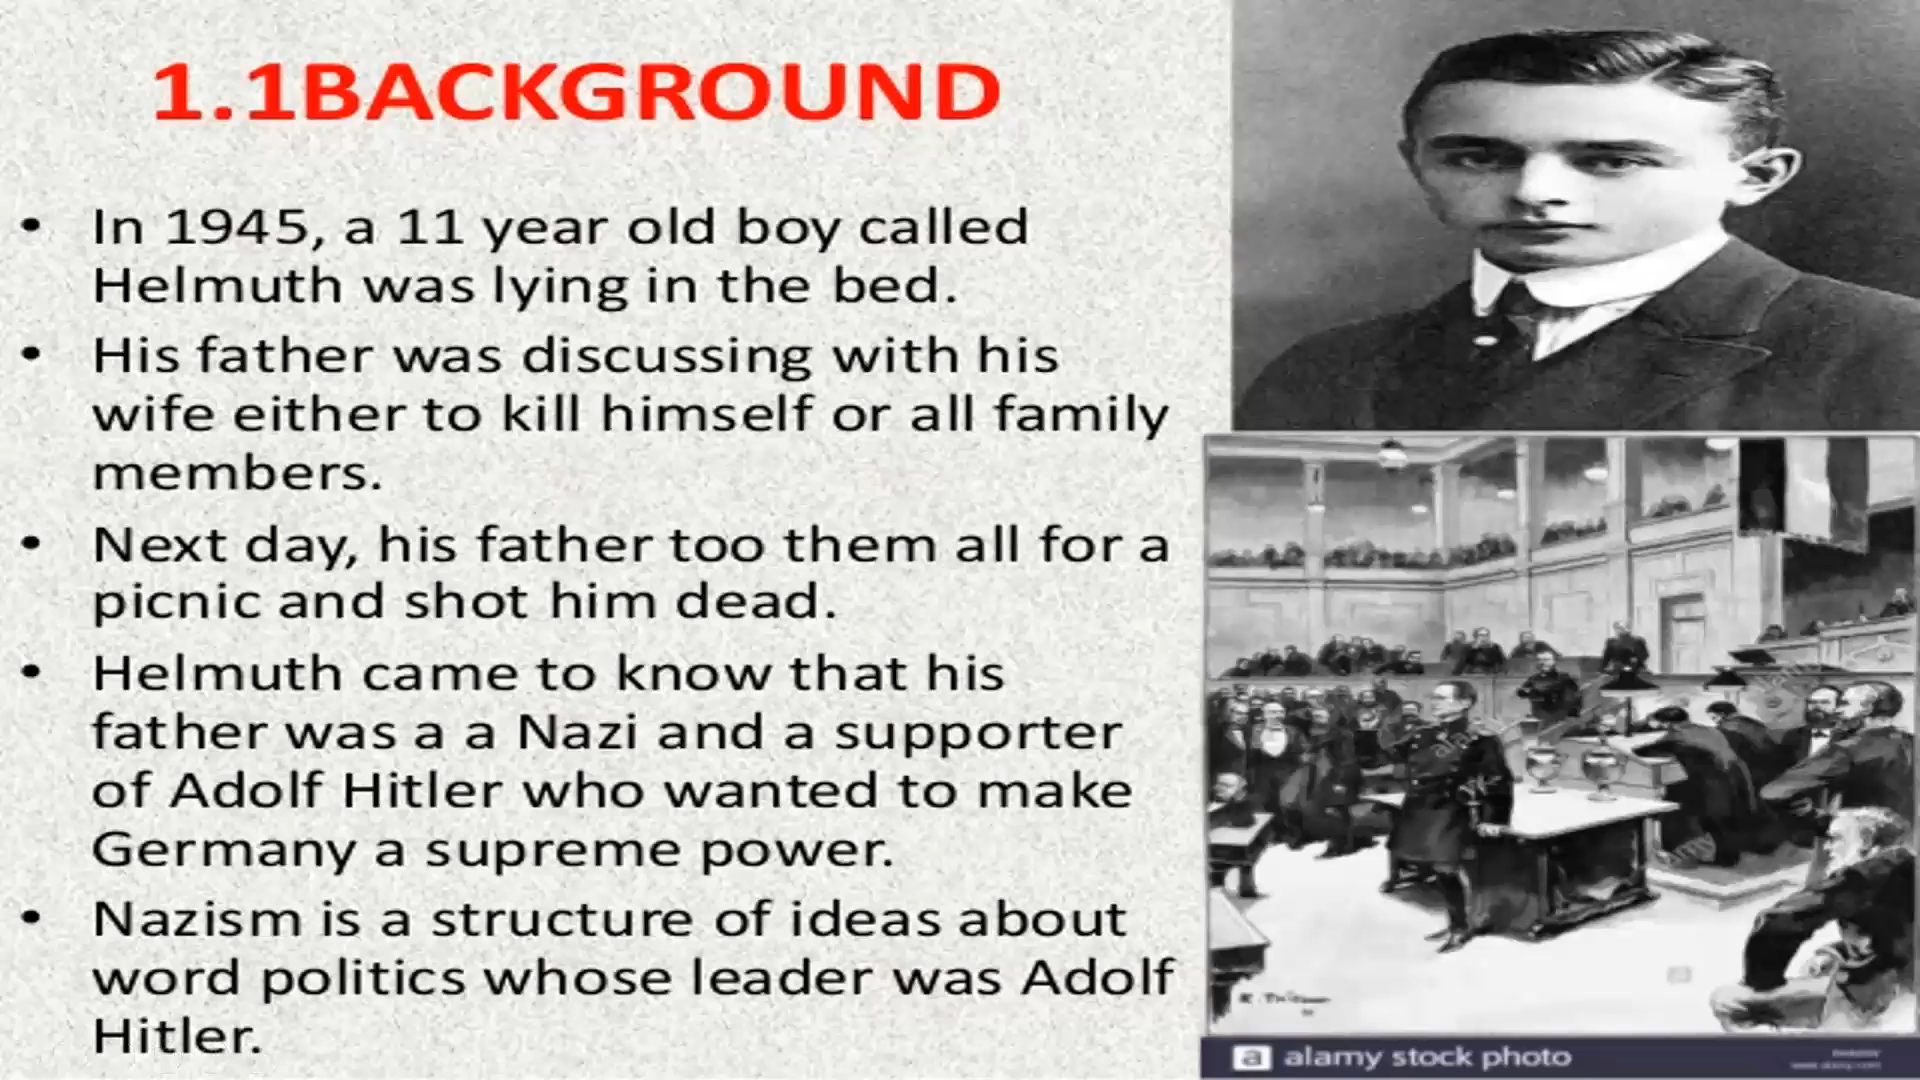 1.1BACKGROUND
• In 1945, a 11 year old boy called
Helmuth was lying in the bed.
• His father was discussing with his
wife either to kill himself or all family
members.
• Next day, his father too them all for a
picnic and shot him dead.
• Helmuth came to know that his
father was a a Nazi and a supporter
of Adolf Hitler who wanted to make
Germany a supreme power.
• Nazism is a structure of ideas about
word politics whose leader was Adolf
Hitler.
a alamy stock photo